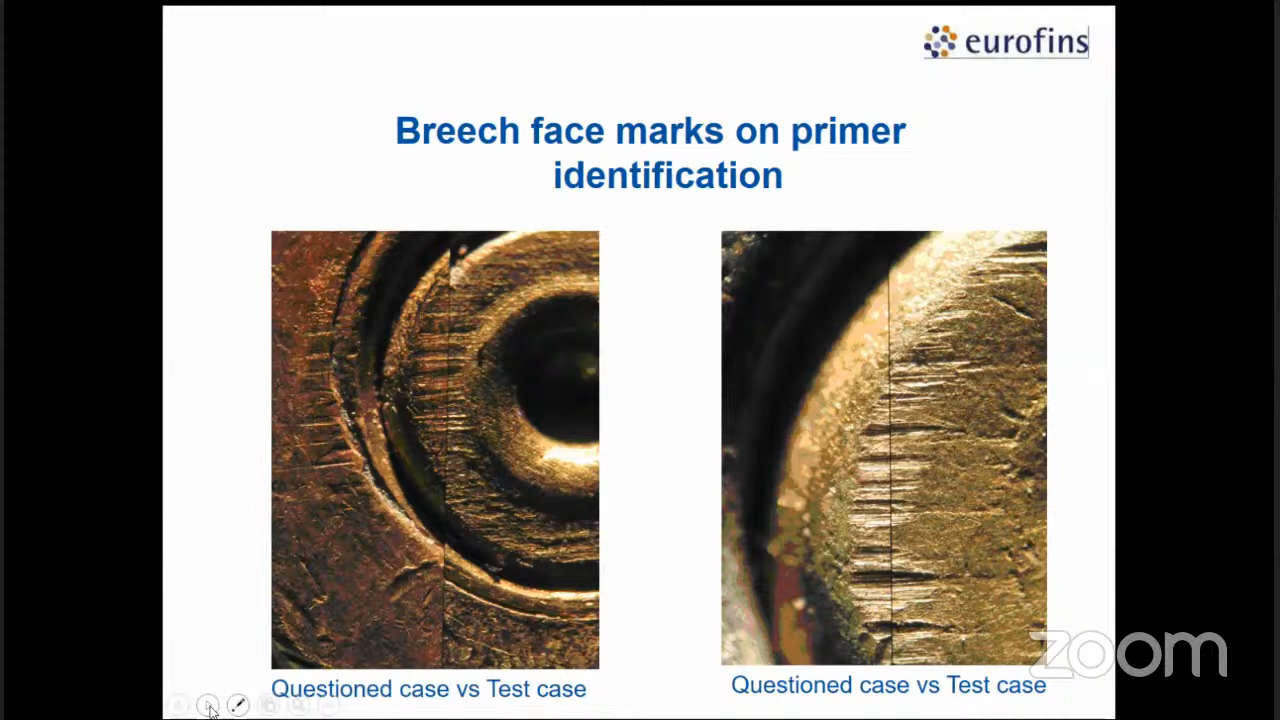 eurofins
Breech face marks on primer
identification
Questioned case vs Test case
Questioned case vs Test case
zoom